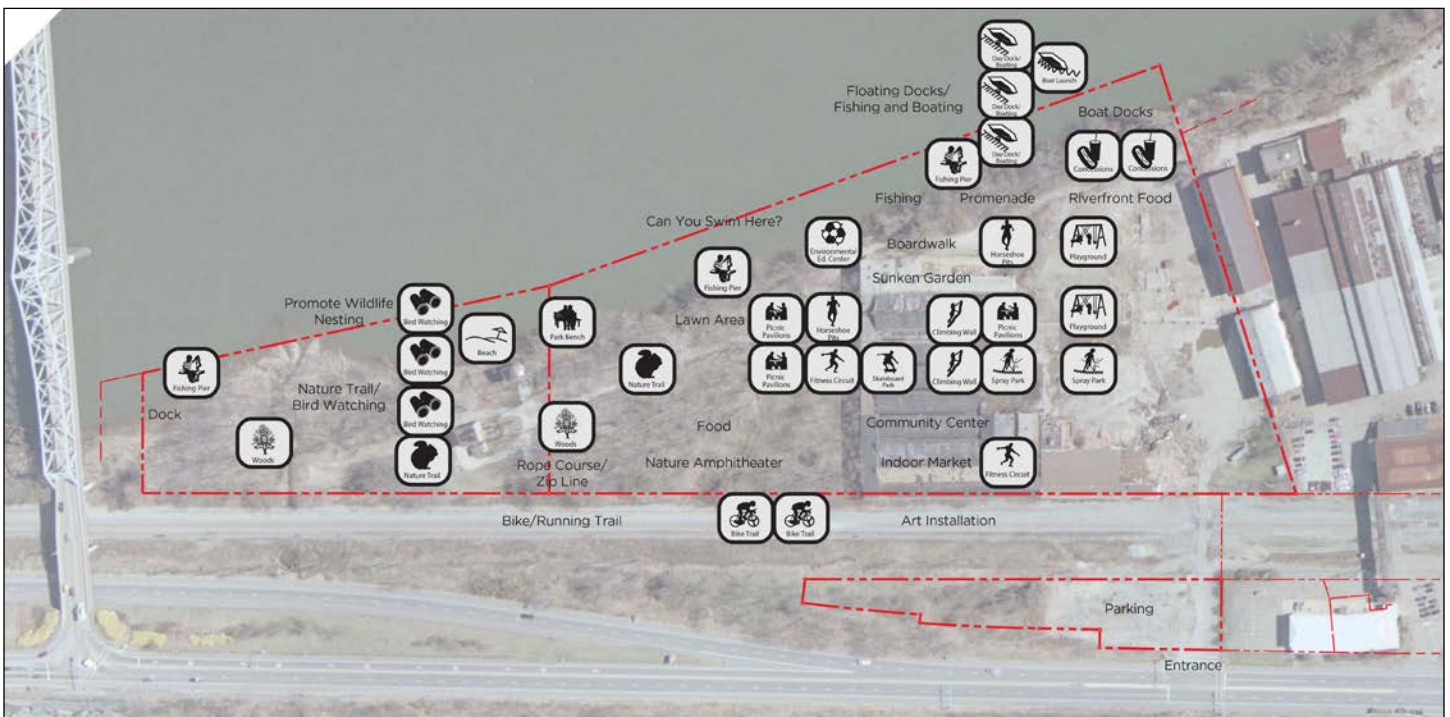 Day Dock/
Boating
Boat Launch
Day Dock/
Boating
Floating Docks/
Fishing and Boating
Boat Docks
Day Dock/
Boating
Fishing Pier
Concessions
Concessions
Fishing
Promenade
Riverfront Food
Can You Swim Here?
Environmental
Ed. Center
Boardwalk
Horseshoe
Pits
Playground
Fishing Pier
Sunken Garden
Promote Wildlife
Nesting
Bird Watching
Beach
Park Bench
Lawn Area
Picnic
Pavilions
Horseshoe
Pits
Climbing Wall
Picnic
Pavilions
Playground
Fishing Pier
Bird Watching
Nature Trail
Picnic
Pavilions
Fitness Circuit
Skateboard
Park
Climbing Wall
Spray Park
Spray Park
Dock
Nature Trail/
Bird Watching
Bird Watching
Woods
Woods
Food
Community Center
Nature Trail
Rope Course/
Zip Line
Nature Amphitheater
Indoor Market
Fitness Circuit
Bike/Running Trail
Bike Trail
Bike Trail
Art Installation
Parking
Entrance